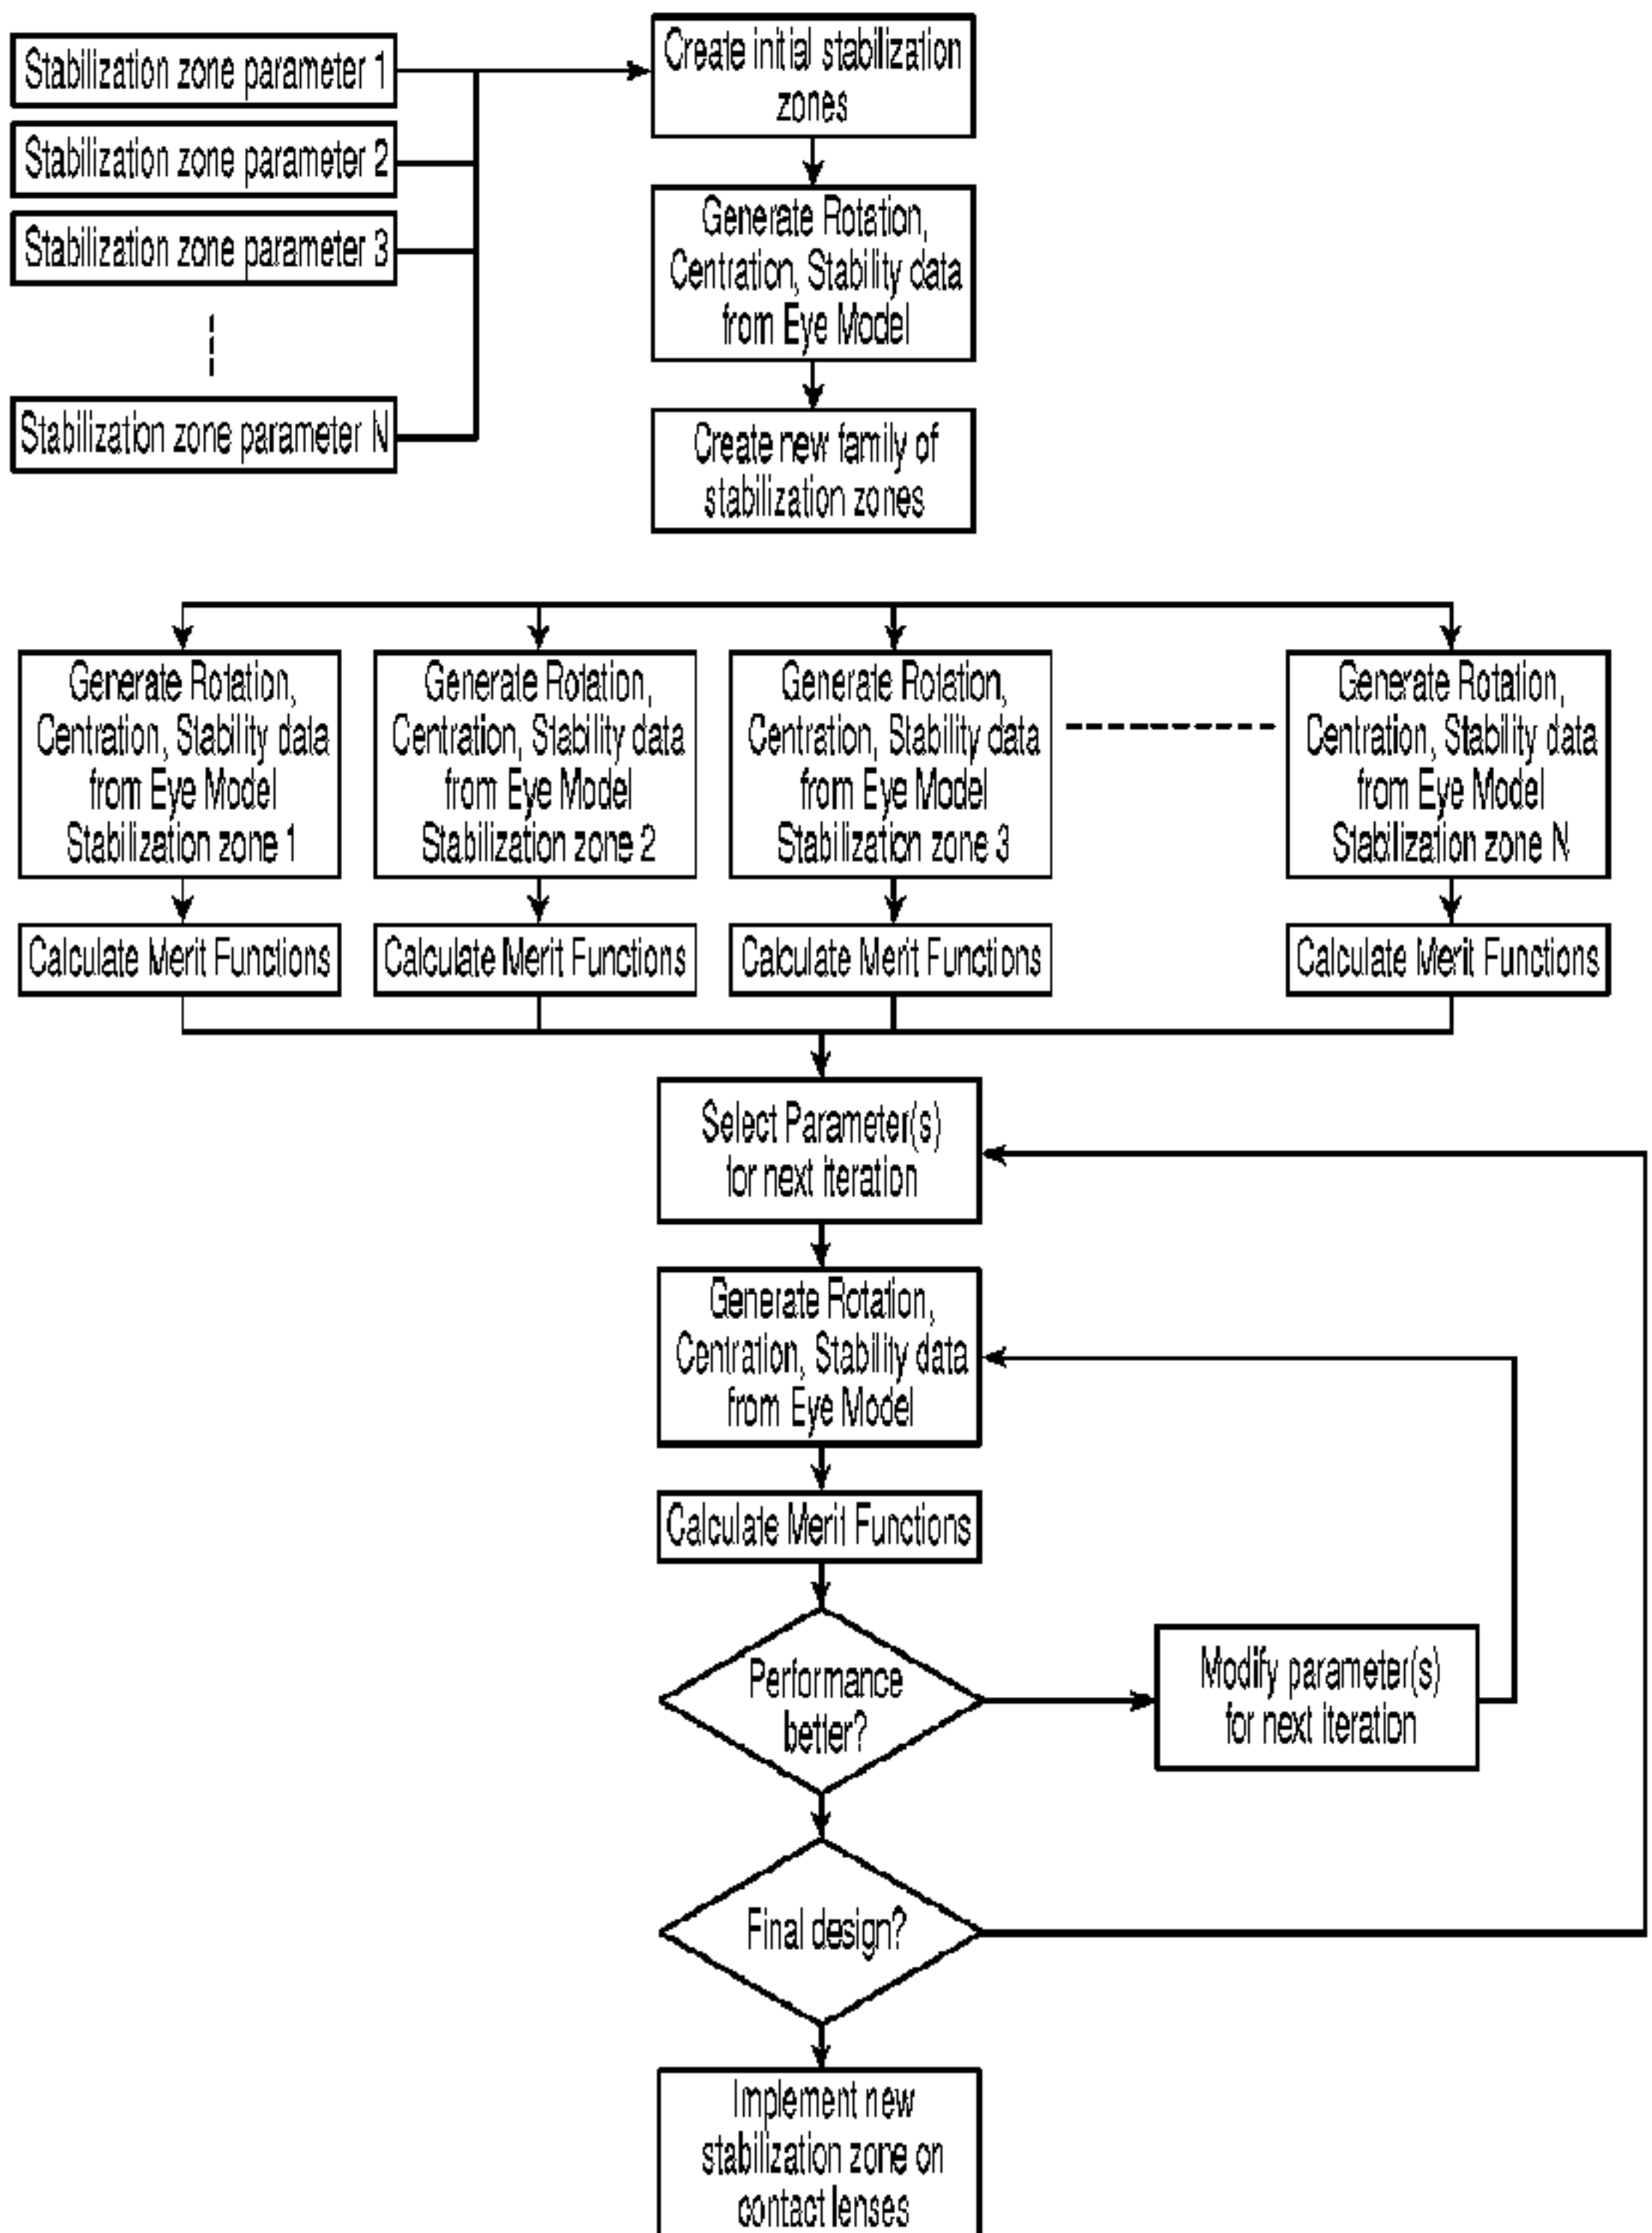 Stabilization zone parameter 1
Stabilization zone parameter 2
Stabilization zone parameter 3
Stabilization zone parameter N
Create initial stabilization
zones
Generate Rotation,
Centration, Stability data
from Eye Model
Create new family of
stabilization zones
Generate Rotation,
Centration, Stability data
from Eye Model
Stabilization zone 1
Generate Rotation,
Centration, Stability data
from Eye Model
Stabilization zone 2
Generate Rotation,
Centration, Stability data
from Eye Model
Stabilization zone 3
Generate Rotation,
Centration, Stability data
from Eye Model
Stabilization zone N
Calculate Merit Functions
Calculate Merit Functions
Calculate Merit Functions
Calculate Merit Functions
Select Parameter(s)
for next iteration
Generate Rotation,
Centration, Stability data
from Eye Model
Calculate Merit Functions
Performance
better?
Modify parameter(s)
for next iteration
Final design?
Implement new
stabilization zone on
contact lenses